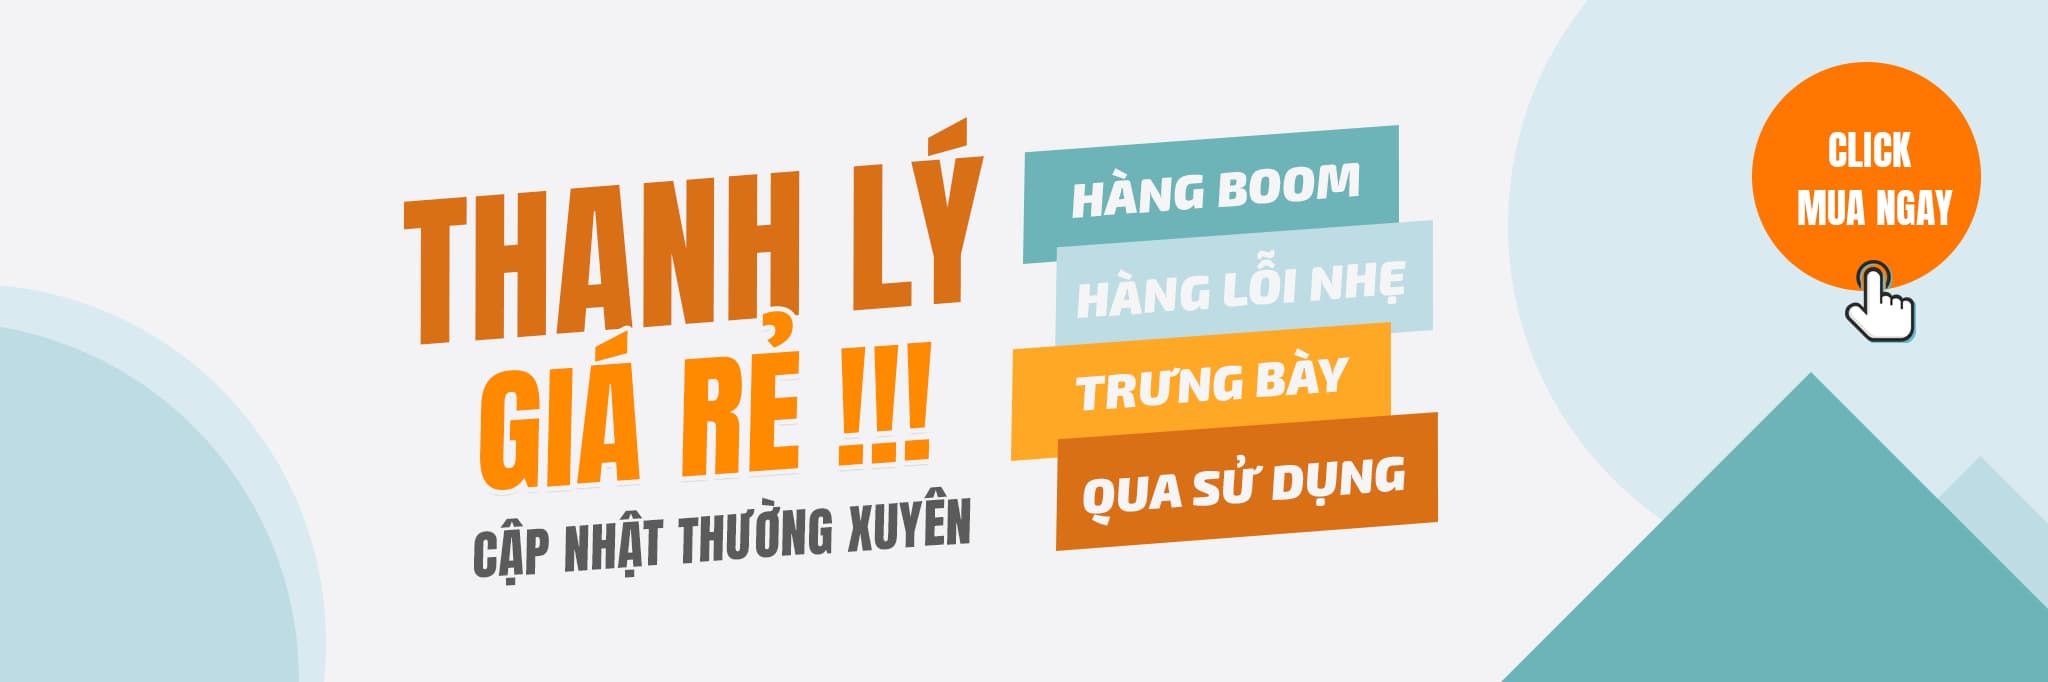 THANH LÝ
GIÁ RẺ !!!
CẬP NHẬT THƯỜNG XUYÊN
HÀNG BOOM
HÀNG LỖI NHẸ
TRƯNG BÀY
QUA SỬ DỤNG
CLICK
MUA NGAY